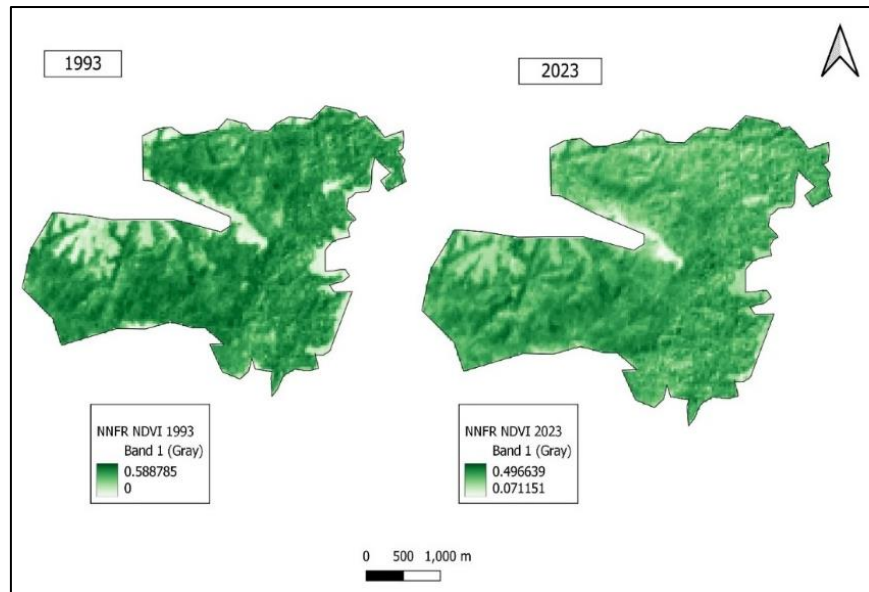 1993
2023
NNFR NDVI 1993
Band 1 (Gray)
0.588785
0
NNFR NDVI 2023
Band 1 (Gray)
0.496639
0.071151
0 500 1,000 m